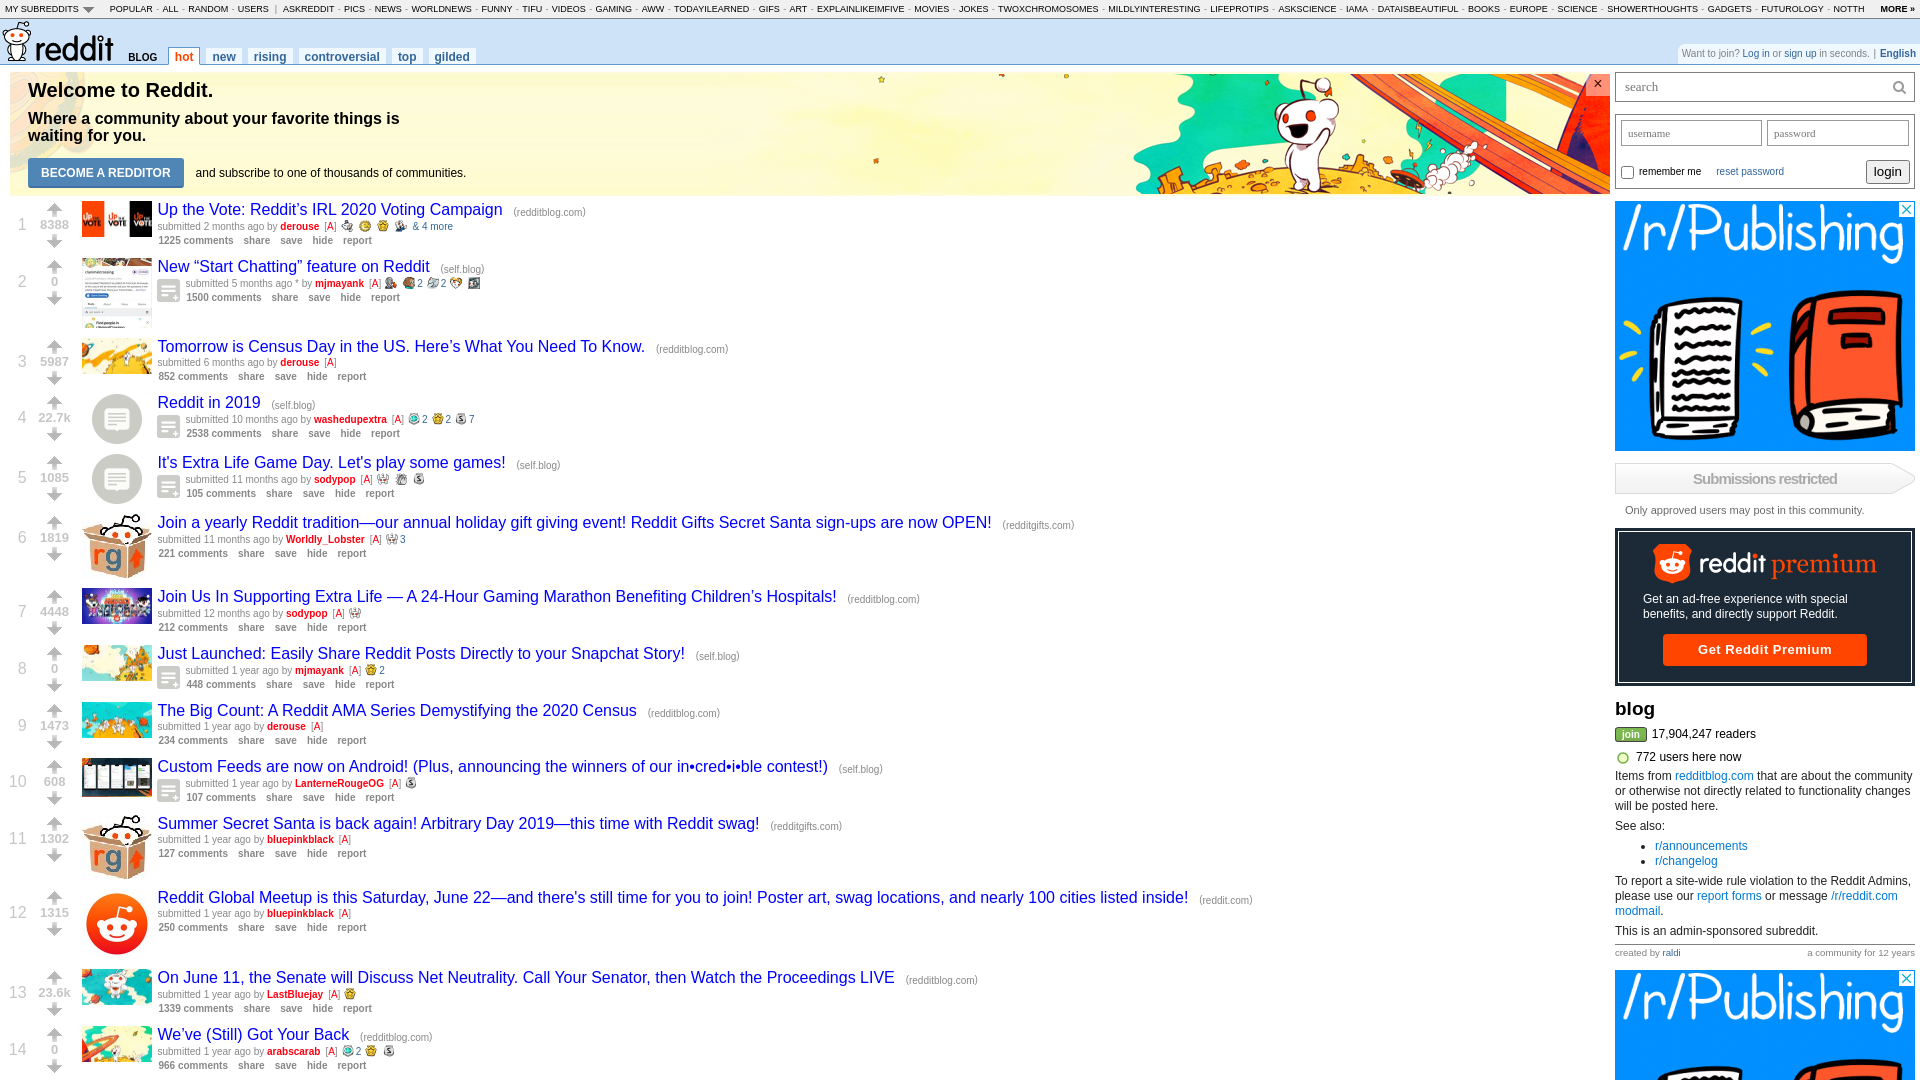 MY SUBREDDITS POPULAR - ALL - RANDOM - USERS | ASKREDDIT - PICS - NEWS - WORLDNEWS - FUNNY - TIFU - VIDEOS - GAMING - AWW - TODAYILEARNED - GIFS - ART - EXPLAINLIKEIMFIVE - MOVIES - JOKES - TWOXCHROMOSOMES - MILDLYINTERESTING - LIFEPROTIPS - ASKSCIENCE - IAMA - DATAISBEAUTIFUL - BOOKS - EUROPE - SCIENCE - SHOWERTHOUGHTS - GADGETS - FUTUROLOGY - NOTTH MORE »
reddit BLOG hot new rising controversial top gilded
Want to join? Log in or sign up in seconds. | English
Welcome to Reddit.
Where a community about your favorite things is
waiting for you.
BECOME A REDDITOR and subscribe to one of thousands of communities.
×
1 8388 Up the Vote: Reddit’s IRL 2020 Voting Campaign (redditblog.com)
submitted 2 months ago by derouse [A] & 4 more
1225 comments share save hide report
2 0 New “Start Chatting” feature on Reddit (self.blog)
submitted 5 months ago * by mjmayank [A] 2 2
1500 comments share save hide report
3 5987 Tomorrow is Census Day in the US. Here’s What You Need To Know. (redditblog.com)
submitted 6 months ago by derouse [A]
852 comments share save hide report
4 22.7k Reddit in 2019 (self.blog)
submitted 10 months ago by washedupextra [A] 2 2 7
2538 comments share save hide report
5 1085 It's Extra Life Game Day. Let's play some games! (self.blog)
submitted 11 months ago by sodypop [A]
105 comments share save hide report
6 1819 Join a yearly Reddit tradition—our annual holiday gift giving event! Reddit Gifts Secret Santa sign-ups are now OPEN! (redditgifts.com)
submitted 11 months ago by Worldly_Lobster [A] 3
221 comments share save hide report
7 4448 Join Us In Supporting Extra Life — A 24-Hour Gaming Marathon Benefiting Children’s Hospitals! (redditblog.com)
submitted 12 months ago by sodypop [A]
212 comments share save hide report
8 0 Just Launched: Easily Share Reddit Posts Directly to your Snapchat Story! (self.blog)
submitted 1 year ago by mjmayank [A] 2
448 comments share save hide report
9 1473 The Big Count: A Reddit AMA Series Demystifying the 2020 Census (redditblog.com)
submitted 1 year ago by derouse [A]
234 comments share save hide report
10 608 Custom Feeds are now on Android! (Plus, announcing the winners of our in•cred•i•ble contest!) (self.blog)
submitted 1 year ago by LanterneRougeOG [A]
107 comments share save hide report
11 1302 Summer Secret Santa is back again! Arbitrary Day 2019—this time with Reddit swag! (redditgifts.com)
submitted 1 year ago by bluepinkblack [A]
127 comments share save hide report
12 1315 Reddit Global Meetup is this Saturday, June 22—and there's still time for you to join! Poster art, swag locations, and nearly 100 cities listed inside! (reddit.com)
submitted 1 year ago by bluepinkblack [A]
250 comments share save hide report
13 23.6k On June 11, the Senate will Discuss Net Neutrality. Call Your Senator, then Watch the Proceedings LIVE (redditblog.com)
submitted 1 year ago by LastBluejay [A]
1339 comments share save hide report
14 0 We’ve (Still) Got Your Back (redditblog.com)
submitted 1 year ago by arabscarab [A] 2
966 comments share save hide report
UP THE VOTE
rg
rg
search
username password
remember me reset password login
/r/Publishing
Submissions restricted
Only approved users may post in this community.
reddit premium
Get an ad-free experience with special
benefits, and directly support Reddit.
Get Reddit Premium
blog
join 17,904,247 readers
772 users here now
Items from redditblog.com that are about the community
or otherwise not directly related to functionality changes
will be posted here.
See also:
• r/announcements
• r/changelog
To report a site-wide rule violation to the Reddit Admins,
please use our report forms or message /r/reddit.com
modmail.
This is an admin-sponsored subreddit.
created by raldi a community for 12 years
/r/Publishing